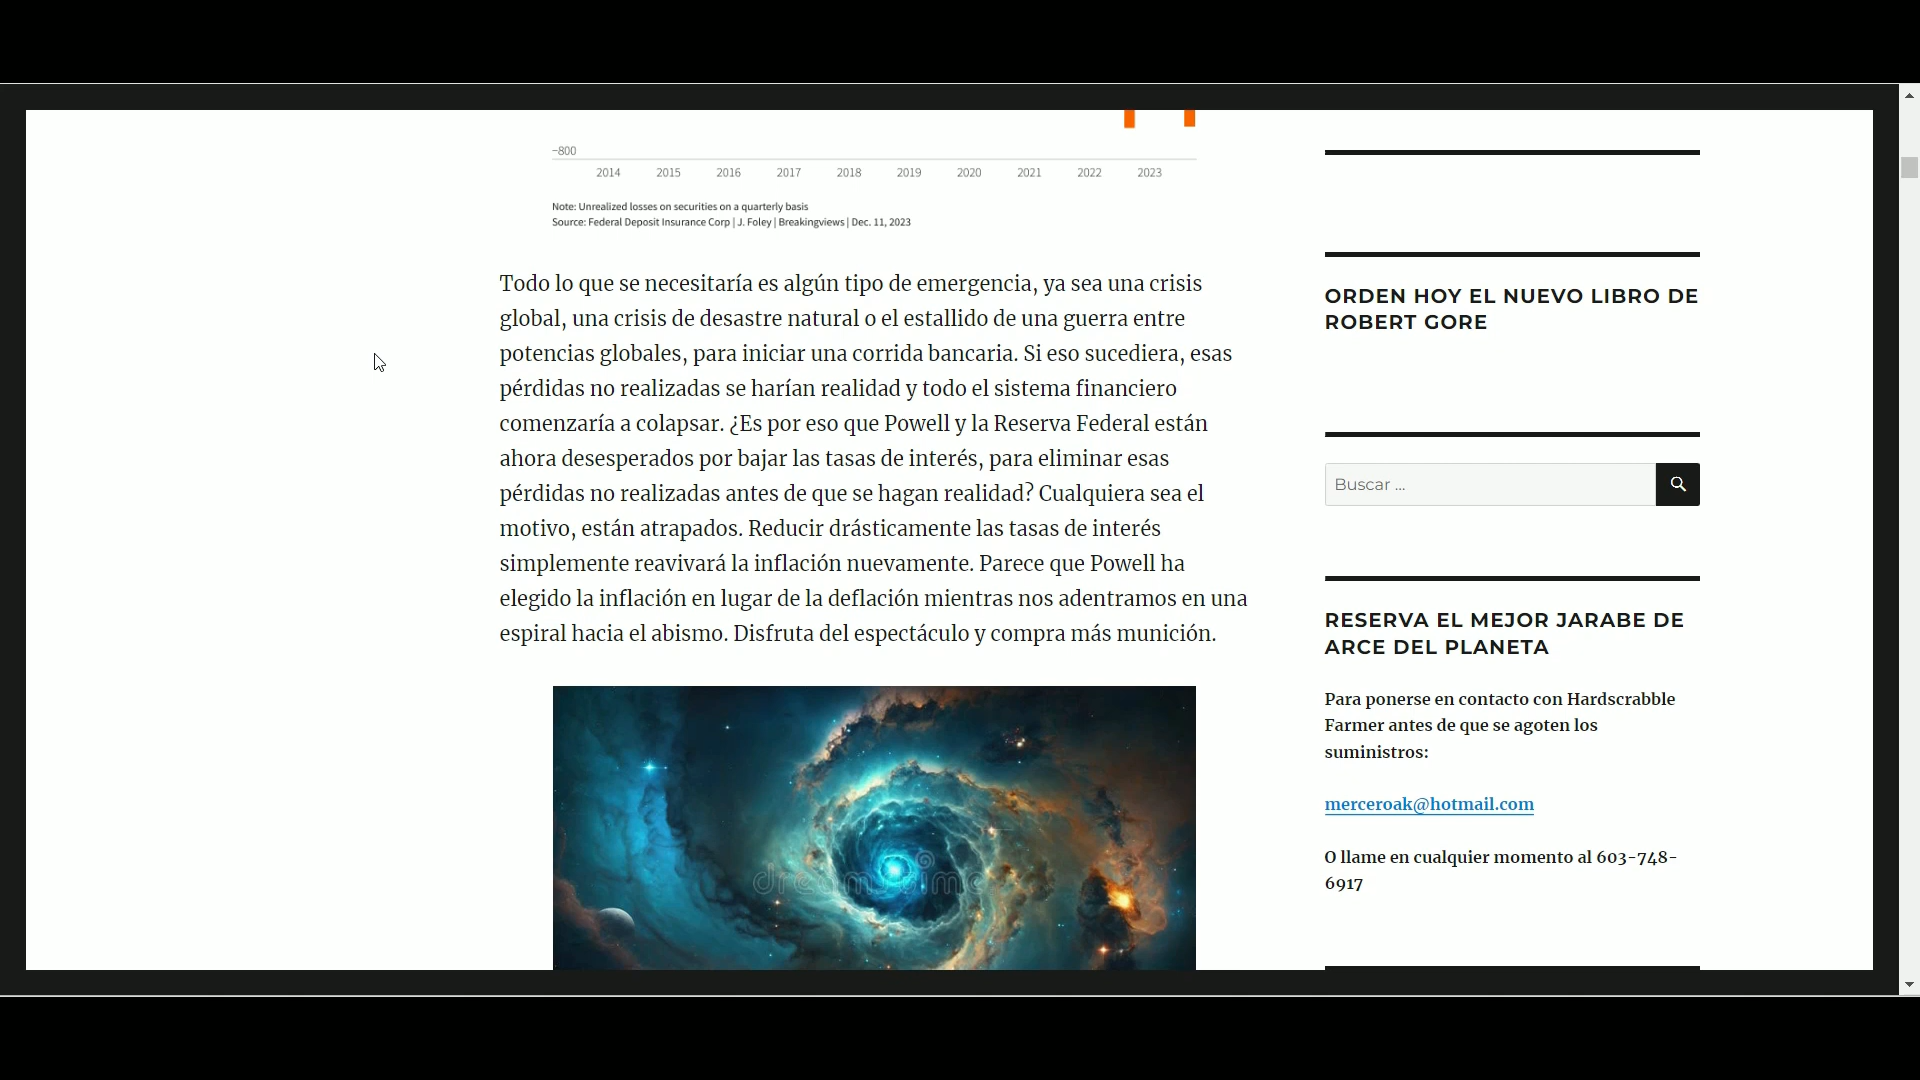 −800
2014 2015 2016 2017 2018 2019 2020 2021 2022 2023
Note: Unrealized losses on securities on a quarterly basis
Source: Federal Deposit Insurance Corp | J. Foley | Breakingviews | Dec. 11, 2023
Todo lo que se necesitaría es algún tipo de emergencia, ya sea una crisis
global, una crisis de desastre natural o el estallido de una guerra entre
potencias globales, para iniciar una corrida bancaria. Si eso sucediera, esas
pérdidas no realizadas se harían realidad y todo el sistema financiero
comenzaría a colapsar. ¿Es por eso que Powell y la Reserva Federal están
ahora desesperados por bajar las tasas de interés, para eliminar esas
pérdidas no realizadas antes de que se hagan realidad? Cualquiera sea el
motivo, están atrapados. Reducir drásticamente las tasas de interés
simplemente reavivará la inflación nuevamente. Parece que Powell ha
elegido la inflación en lugar de la deflación mientras nos adentramos en una
espiral hacia el abismo. Disfruta del espectáculo y compra más munición.
dreamstime
ORDEN HOY EL NUEVO LIBRO DE
ROBERT GORE
Buscar ...
RESERVA EL MEJOR JARABE DE
ARCE DEL PLANETA
Para ponerse en contacto con Hardscrabble
Farmer antes de que se agoten los
suministros:
merceroak@hotmail.com
O llame en cualquier momento al 603-748-
6917